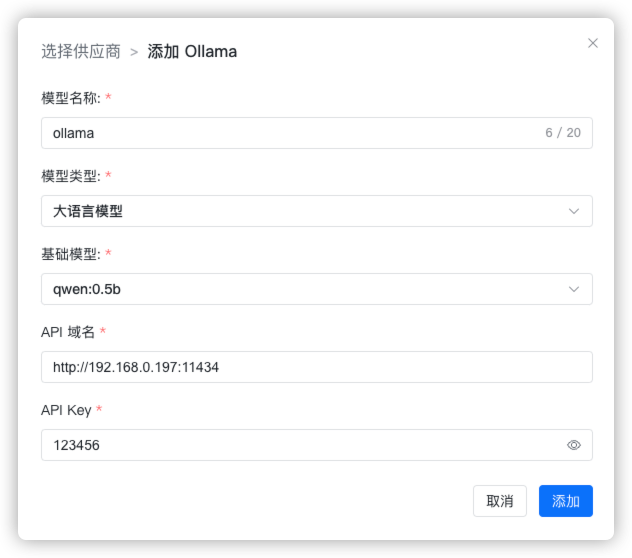 选择供应商 > 添加 Ollama
模型名称: *
ollama 6 / 20
模型类型: *
大语言模型
基础模型: *
qwen:0.5b
API 域名 *
http://192.168.0.197:11434
API Key *
123456
取消 添加